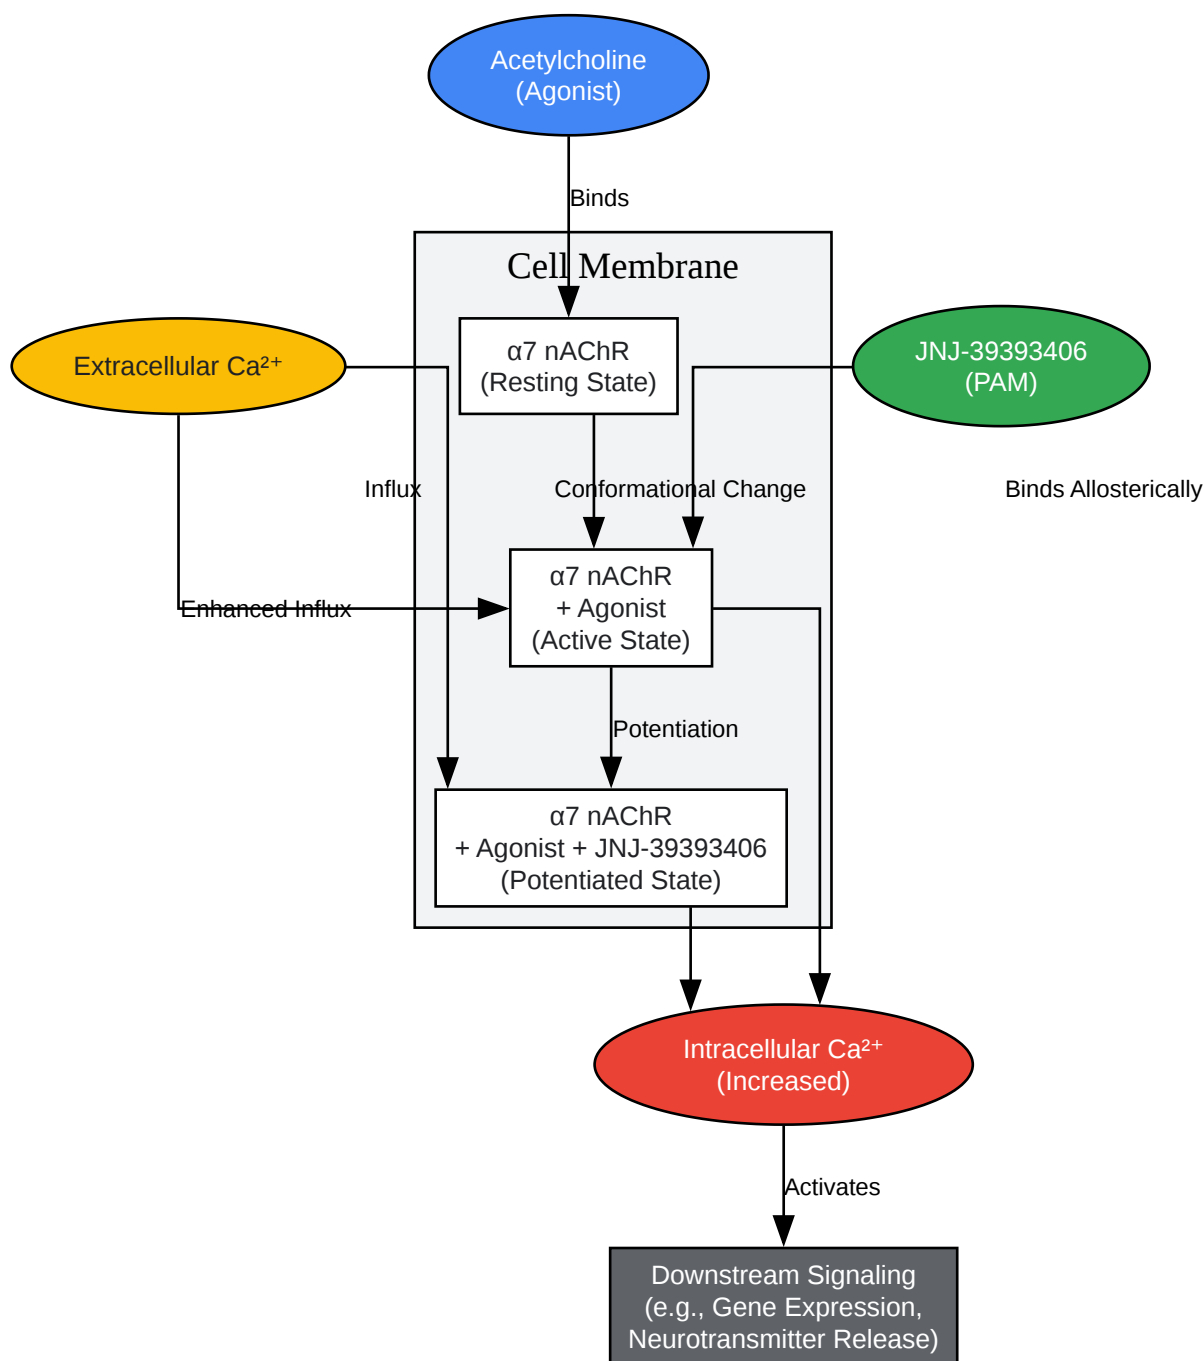 Acetylcholine
(Agonist)
Binds
Cell Membrane
α7 nAChR
(Resting State)
Extracellular Ca²⁺
JNJ-39393406
(PAM)
Influx
Conformational Change
Binds Allosterically
α7 nAChR
+ Agonist
(Active State)
Enhanced Influx
Potentiation
α7 nAChR
+ Agonist + JNJ-39393406
(Potentiated State)
Intracellular Ca²⁺
(Increased)
Activates
Downstream Signaling
(e.g., Gene Expression,
Neurotransmitter Release)